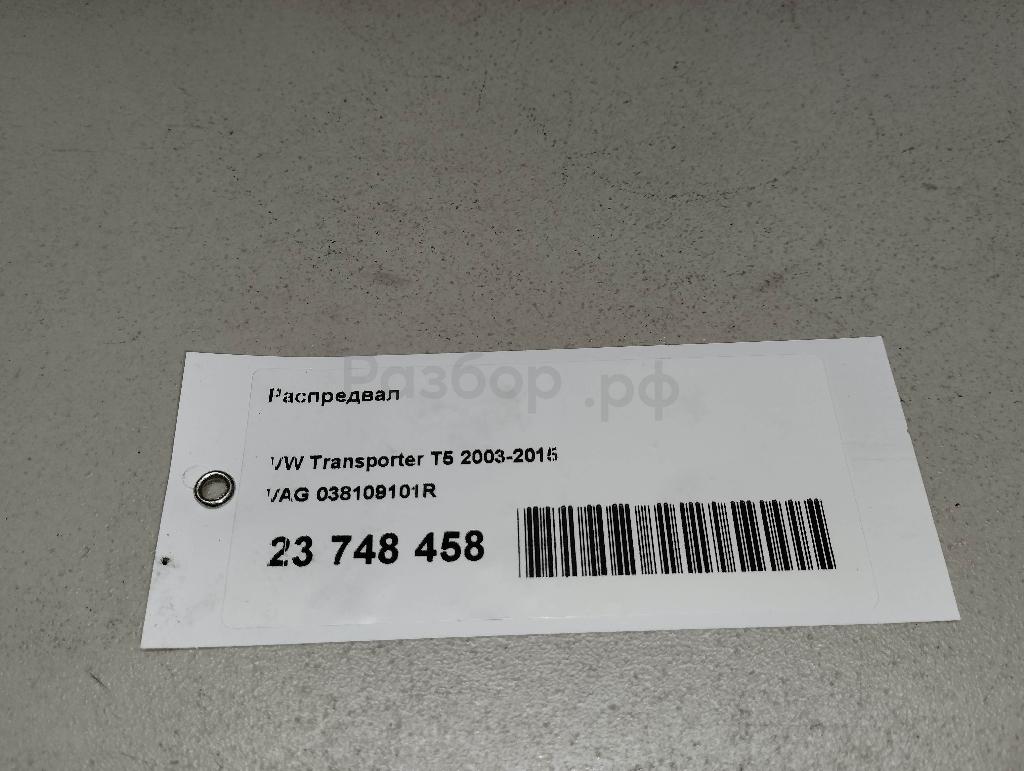 Разбор.рф
Распредвал
VW Transporter T5 2003-2015
VAG 038109101R
23 748 458